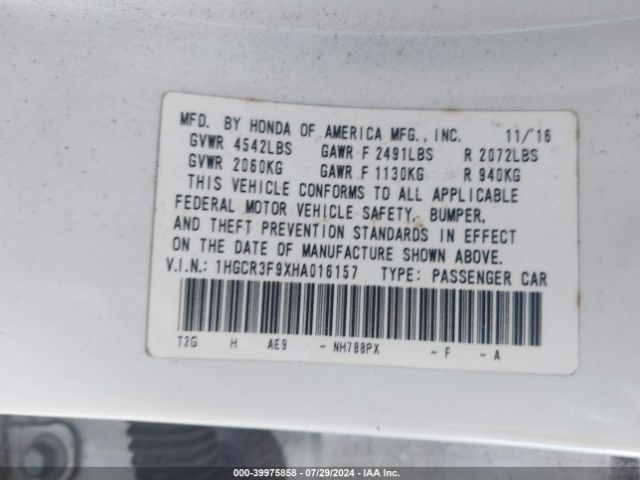 MFD. BY HONDA OF AMERICA MFG., INC. 11/'16
GVWR 4542LBS GAWR F 2491LBS R 2072LBS
GVWR 2060KG GAWR F 1130KG R 940KG
THIS VEHICLE CONFORMS TO ALL APPLICABLE
FEDERAL MOTOR VEHICLE SAFETY, BUMPER,
AND THEFT PREVENTION STANDARDS IN EFFECT
ON THE DATE OF MANUFACTURE SHOWN ABOVE.
V.I.N.: 1HGCR3F9XHA016157 TYPE: PASSENGER CAR
T2G H AE9 - NH788PX - F - A
000-39975858 - 07/29/2024 - IAA Inc.